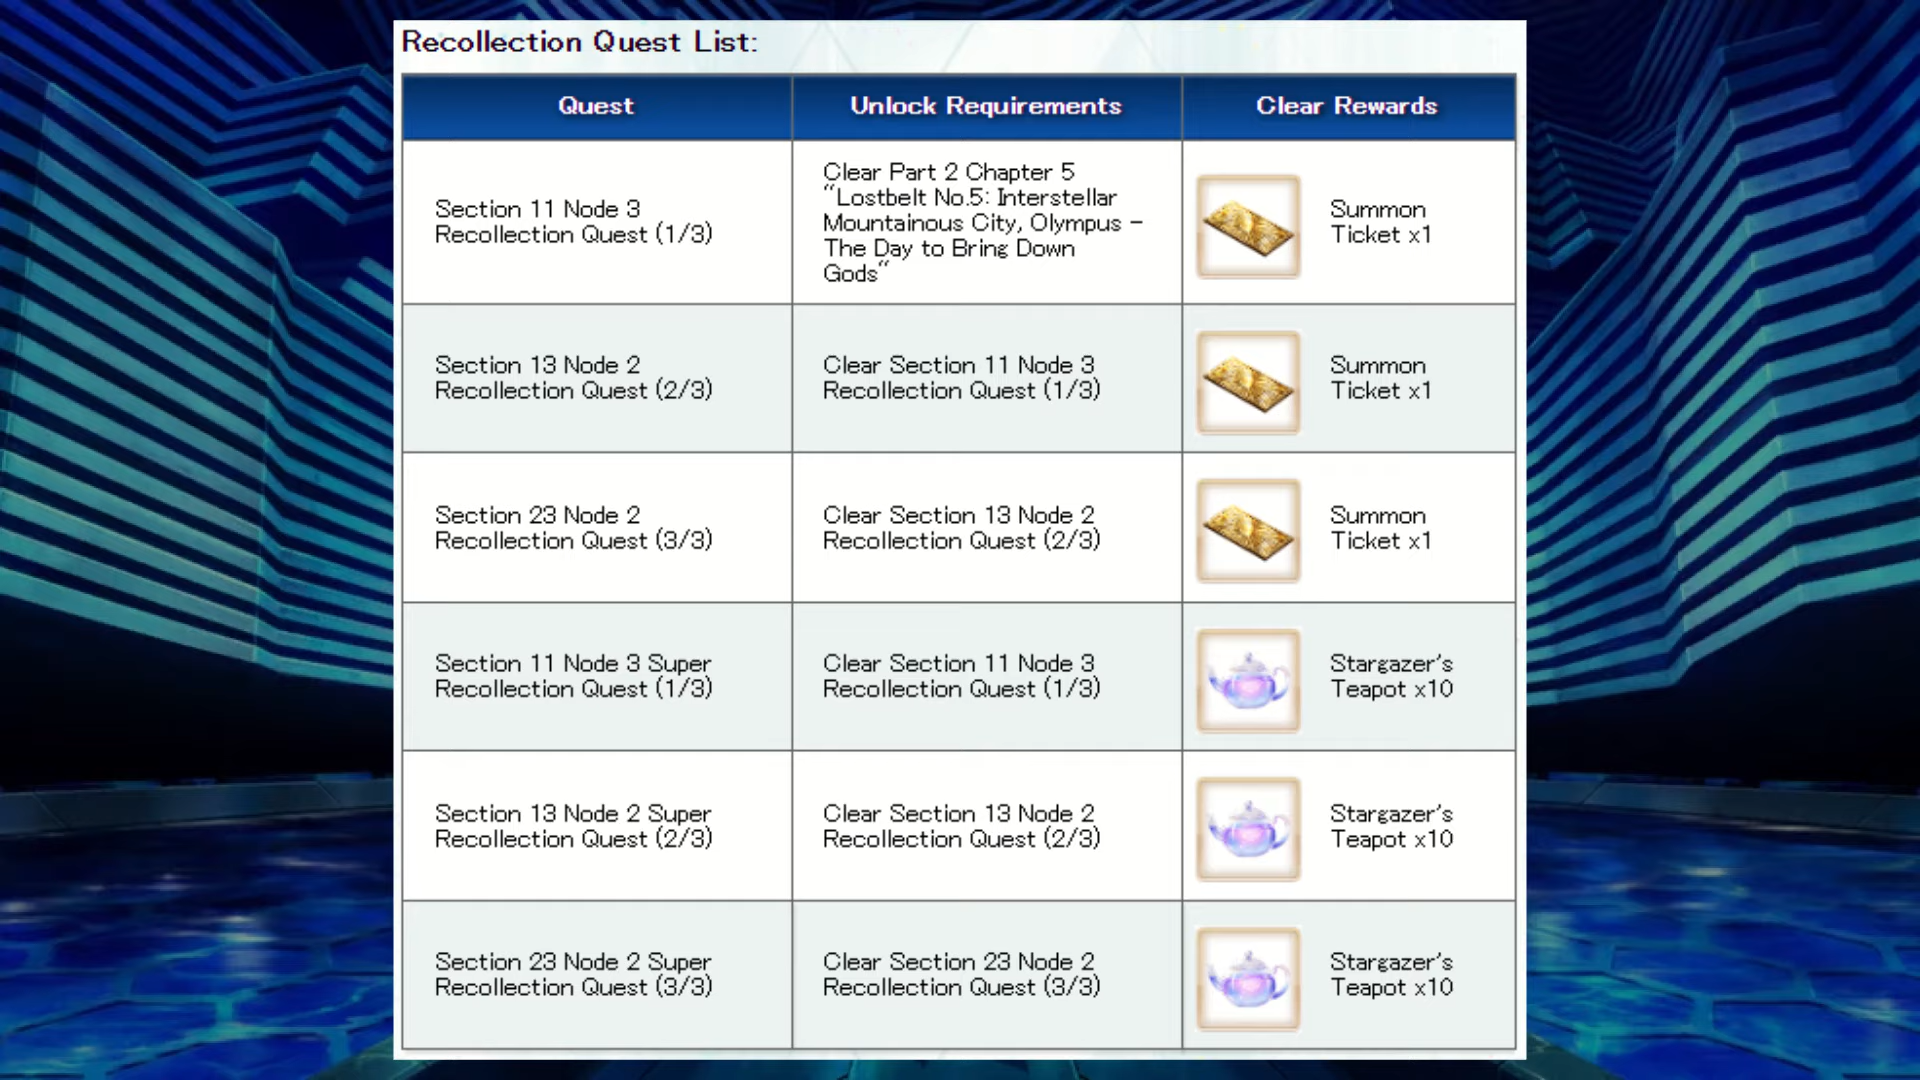 Recollection Quest List:
Quest
Unlock Requirements
Clear Rewards
Section 11 Node 3
Recollection Quest (1/3)
Clear Part 2 Chapter 5
“Lostbelt No.5: Interstellar
Mountainous City, Olympus –
The Day to Bring Down
Gods“
Summon
Ticket x1
Section 13 Node 2
Recollection Quest (2/3)
Clear Section 11 Node 3
Recollection Quest (1/3)
Summon
Ticket x1
Section 23 Node 2
Recollection Quest (3/3)
Clear Section 13 Node 2
Recollection Quest (2/3)
Summon
Ticket x1
Section 11 Node 3 Super
Recollection Quest (1/3)
Clear Section 11 Node 3
Recollection Quest (1/3)
Stargazer's
Teapot x10
Section 13 Node 2 Super
Recollection Quest (2/3)
Clear Section 13 Node 2
Recollection Quest (2/3)
Stargazer's
Teapot x10
Section 23 Node 2 Super
Recollection Quest (3/3)
Clear Section 23 Node 2
Recollection Quest (3/3)
Stargazer's
Teapot x10